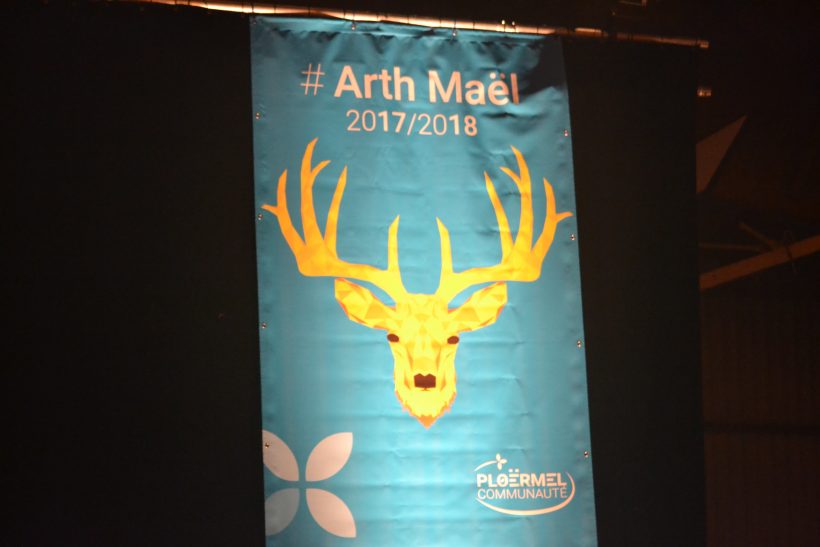 # Arth Maël
2017/2018
PLOËRMEL
COMMUNAUTÉ